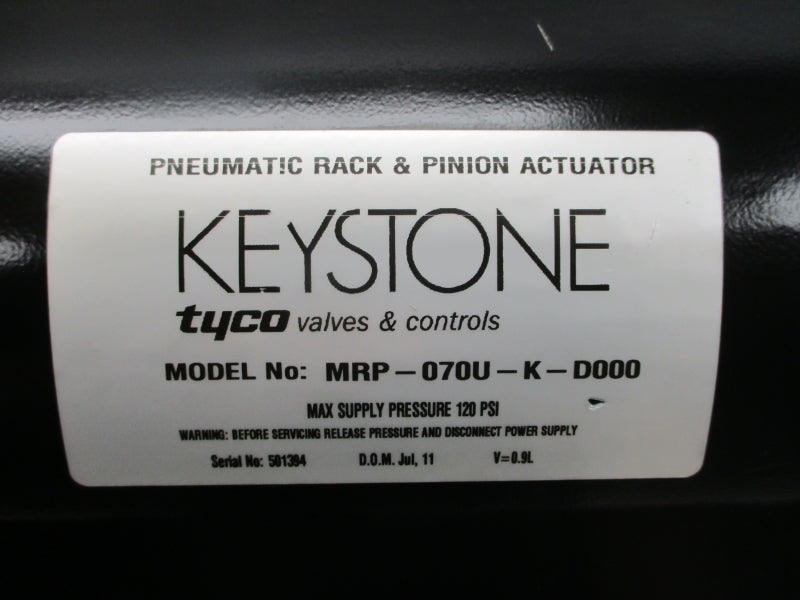 PNEUMATIC RACK & PINION ACTUATOR
KEYSTONE
tyco valves & controls
MODEL No: MRP-070U-K-D000
MAX SUPPLY PRESSURE 120 PSI
WARNING: BEFORE SERVICING RELEASE PRESSURE AND DISCONNECT POWER SUPPLY
Serial No: 501394 D.O.M. Jul, 11 V=0.9L